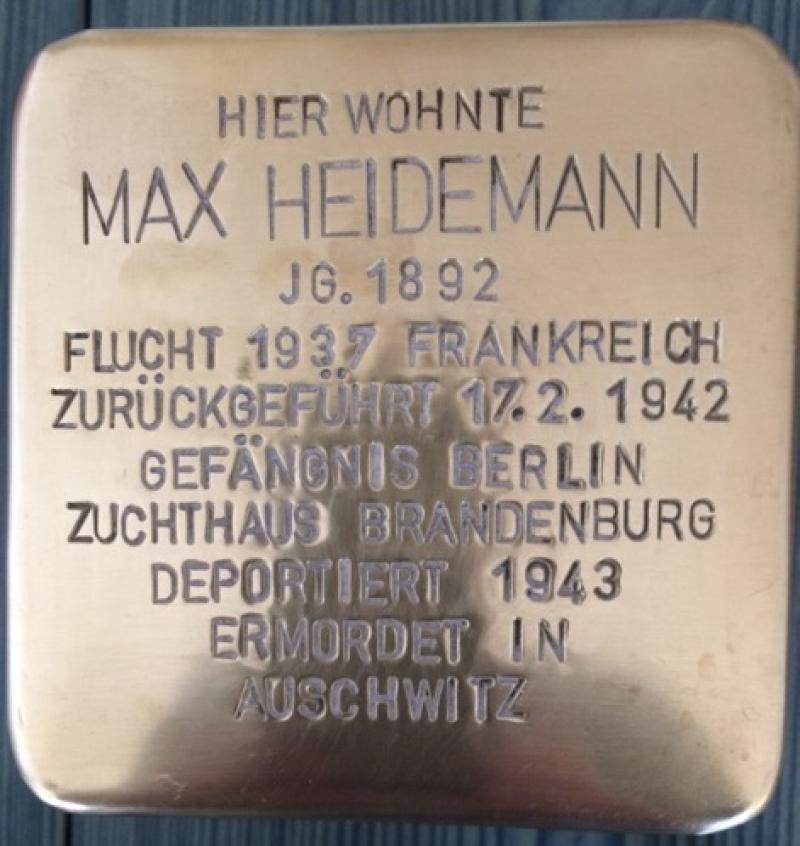 HIER WOHNTE
MAX HEIDEMANN
JG. 1892
FLUCHT 1937 FRANKREICH
ZURÜCKGEFÜHRT 17.2.1942
GEFÄNGNIS BERLIN
ZUCHTHAUS BRANDENBURG
DEPORTIERT 1943
ERMORDET IN
AUSCHWITZ